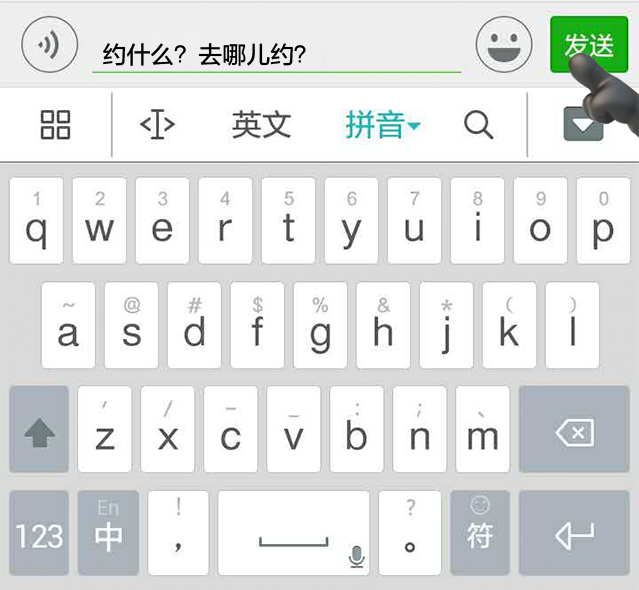 约什么？去哪儿约？ 发送
英文 拼音
1 2 3 4 5 6 7 8 9 0
q w e r t y u i o p
~ @ # $ % & * ( )
a s d f g h j k l
′ / – _ : ; 、
z x c v b n m
En ! ?
123 中 ， 。 符